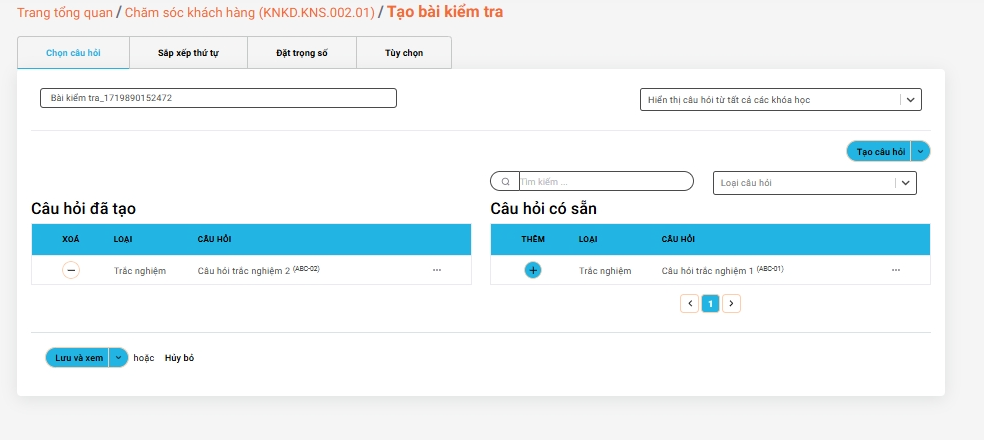 Trang tổng quan / Chăm sóc khách hàng (KNKD.KNS.002.01) / Tạo bài kiểm tra
Chọn câu hỏi
Sắp xếp thứ tự
Đặt trọng số
Tùy chọn
Bài kiểm tra_1719890152472
Hiển thị câu hỏi từ tất cả các khóa học
Tạo câu hỏi
Tìm kiếm ...
Loại câu hỏi
Câu hỏi đã tạo
XOÁ LOẠI CÂU HỎI
Trắc nghiệm Câu hỏi trắc nghiệm 2 (ABC-02) ...
Câu hỏi có sẵn
THÊM LOẠI CÂU HỎI
Trắc nghiệm Câu hỏi trắc nghiệm 1 (ABC-01) ...
1
Lưu và xem hoặc Hủy bỏ